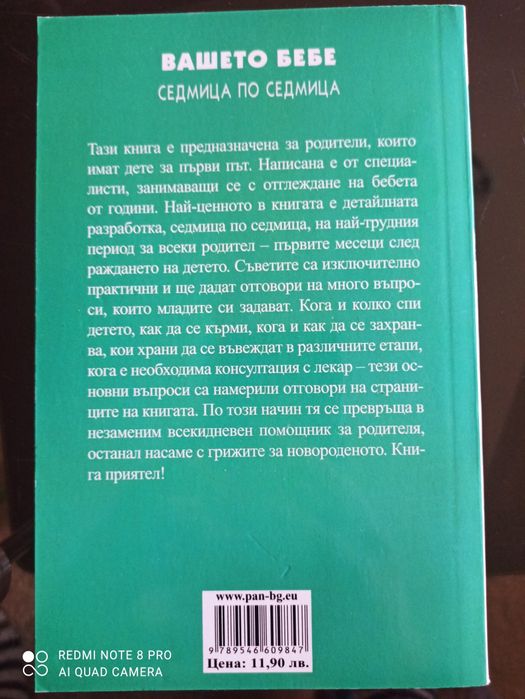 ВАШЕТО БЕБЕ
СЕДМИЦА ПО СЕДМИЦА
Тази книга е предназначена за родители, които
имат дете за първи път. Написана е от специа-
листи, занимаващи се с отглеждане на бебета
от години. Най-ценното в книгата е детайлната
разработка, седмица по седмица, на най-трудния
период за всеки родител – първите месеци след
раждането на детето. Съветите са изключително
практични и ще дадат отговори на много въпро-
си, които младите си задават. Кога и колко спи
детето, как да се кърми, кога и как да се захран-
ва, кои храни да се въвеждат в различните етапи,
кога е необходима консултация с лекар – тези ос-
новни въпроси са намерили отговори на страни-
ците на книгата. По този начин тя се превръща в
незаменим всекидневен помощник за родителя,
останал насаме с грижите за новороденото. Кни-
га приятел!
www.pan-bg.eu
9 789546 609847
Цена: 11,90 лв.
REDMI NOTE 8 PRO
AI QUAD CAMERA